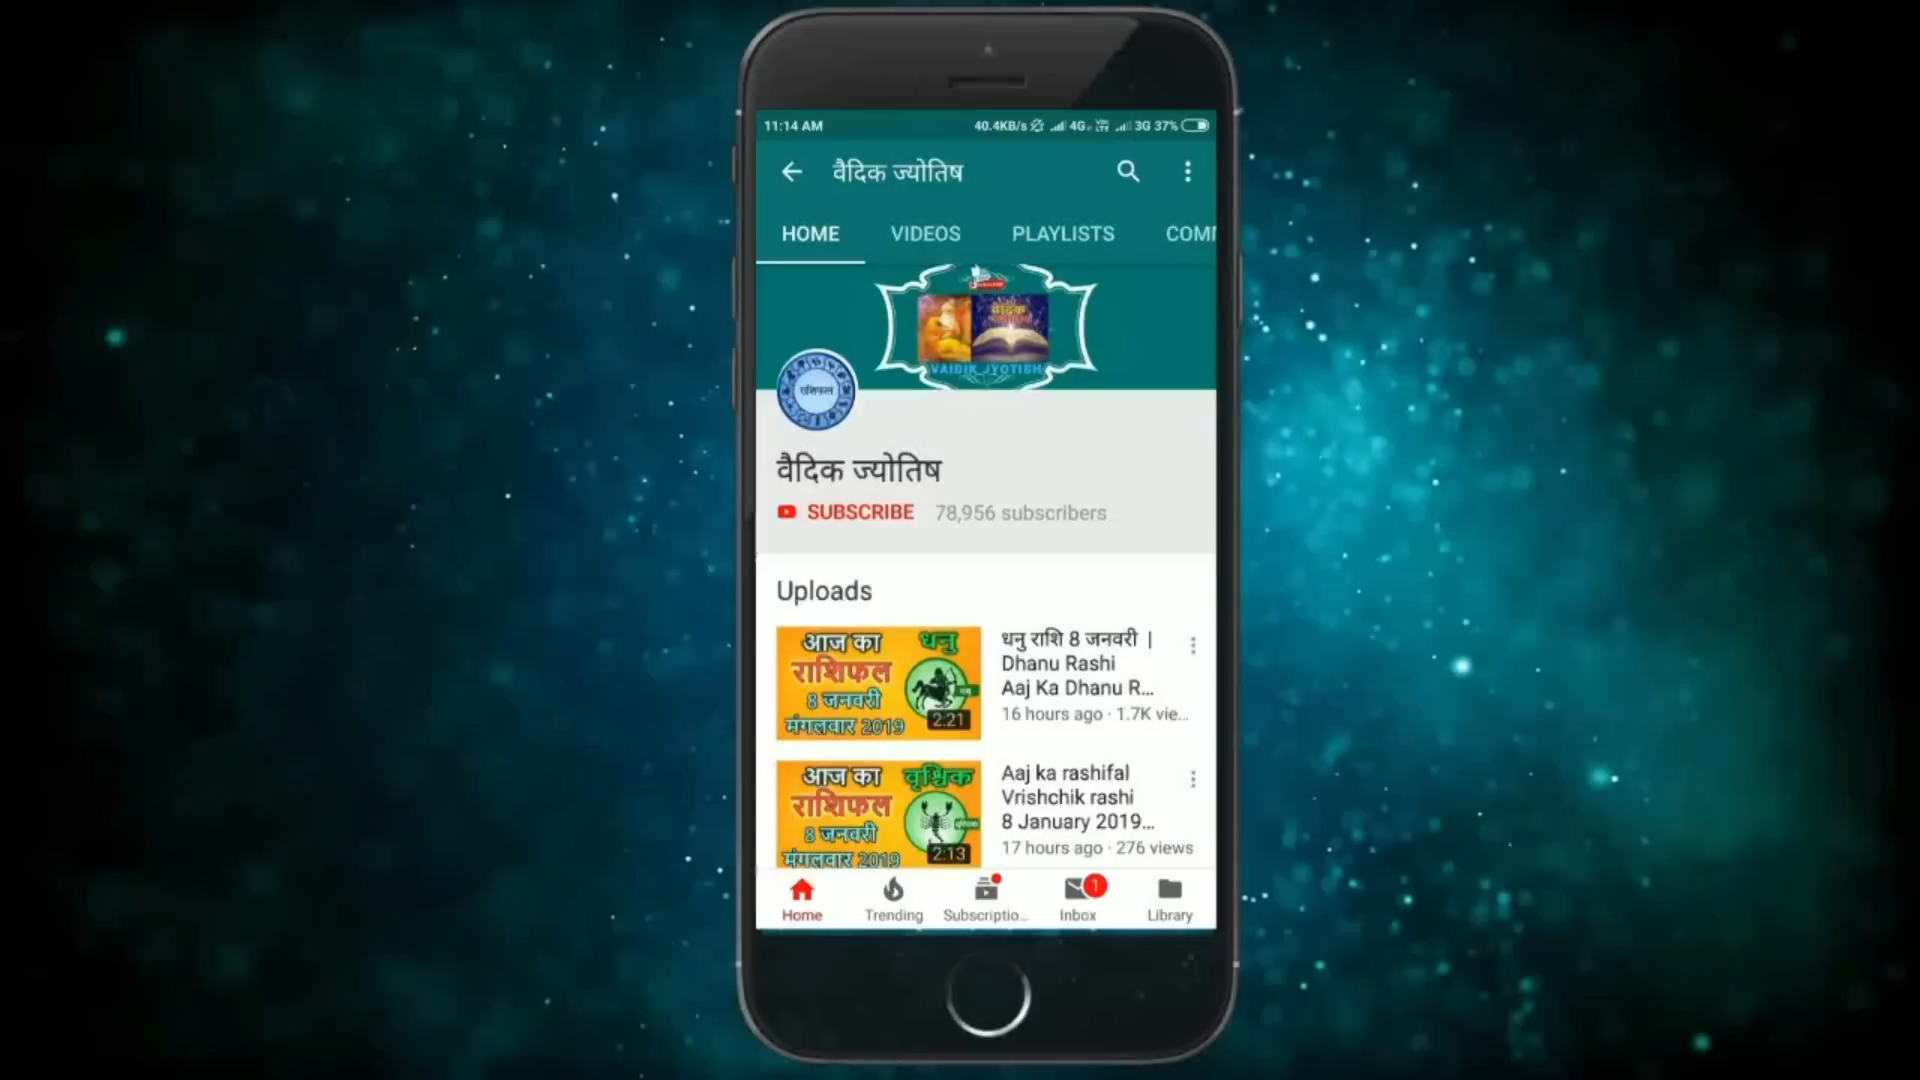 11:14 AM
40.4KB/s 4G VoLTE 3G 37%
वैदिक ज्योतिष
HOME VIDEOS PLAYLISTS COMM
वैदिक
VAIDIK JYOTISH
राशिफल
वैदिक ज्योतिष
SUBSCRIBE 78,956 subscribers
Uploads
आज का धनु
राशिफल
8 जनवरी
मंगलवार 2019
2:21
धनु राशि 8 जनवरी |
Dhanu Rashi
Aaj Ka Dhanu R...
16 hours ago · 1.7K vie...
आज का वृश्चिक
राशिफल
8 जनवरी
मंगलवार 2019
2:13
Aaj ka rashifal
Vrishchik rashi
8 January 2019...
17 hours ago · 276 views
1
Home Trending Subscriptio... Inbox Library